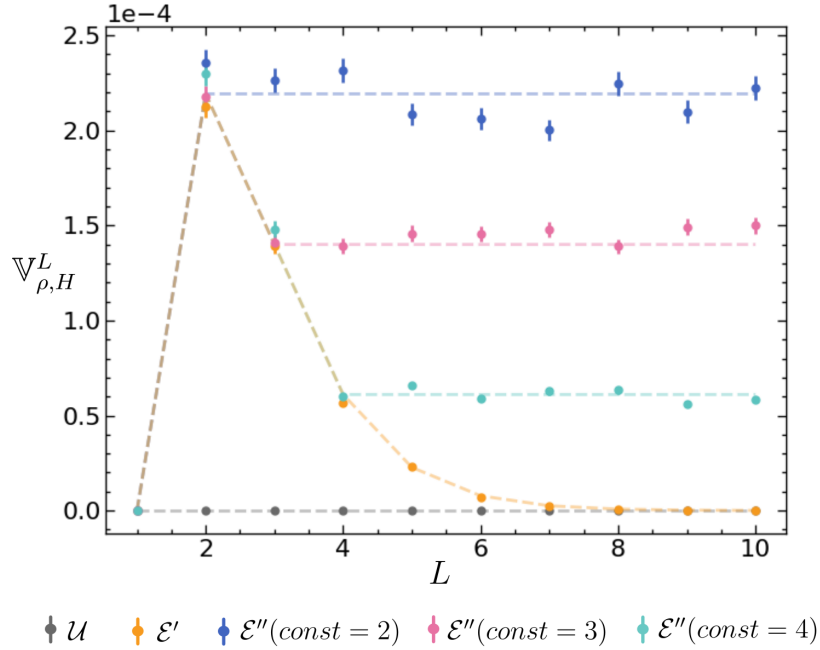 1e−4
2.5
2.0
1.5
1.0
0.5
0.0
𝕍^L_{ρ,H}
2 4 6 8 10
L
𝒰 ℰ′ ℰ″(const = 2) ℰ″(const = 3) ℰ″(const = 4)